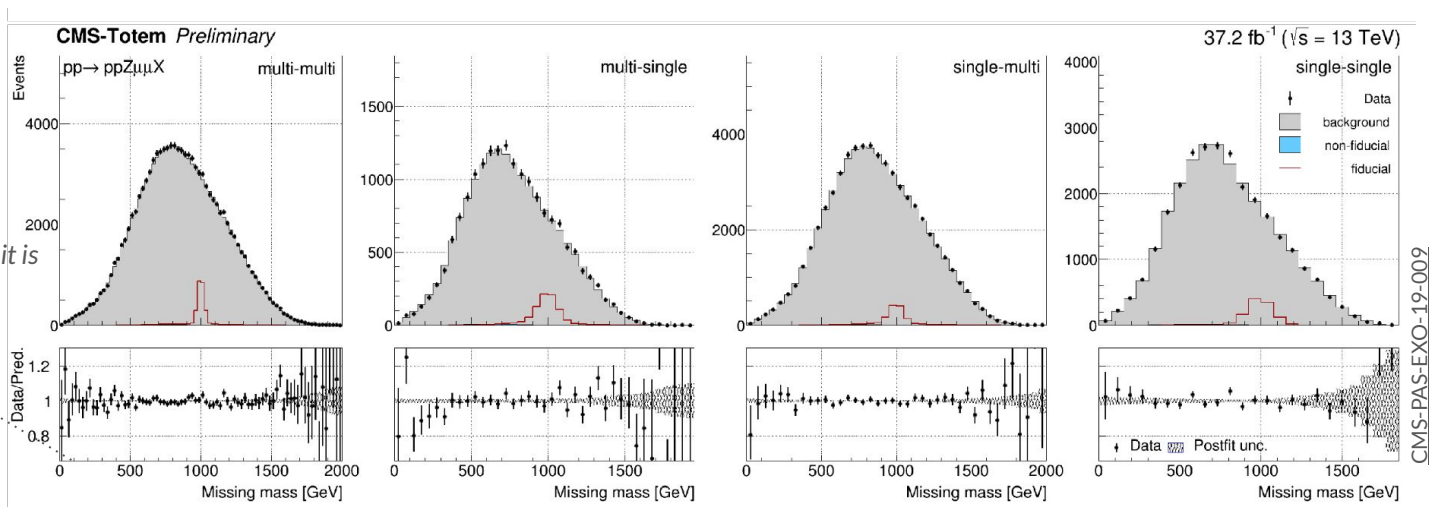 CMS-Totem Preliminary
37.2 fb⁻¹ (√s = 13 TeV)
Events
pp→ ppZμμX
multi-multi
4000
2000
0
multi-single
1500
1000
500
0
single-multi
4000
2000
0
single-single
4000
3000
2000
1000
0
Data
background
non-fiducial
fiducial
it is
Data/Pred.
1.2
1
0.8
0 500 1000 1500 2000
Missing mass [GeV]
0 500 1000 1500
Missing mass [GeV]
0 500 1000 1500 2000
Missing mass [GeV]
Data Postfit unc.
0 500 1000 1500
Missing mass [GeV]
CMS-PAS-EXO-19-009